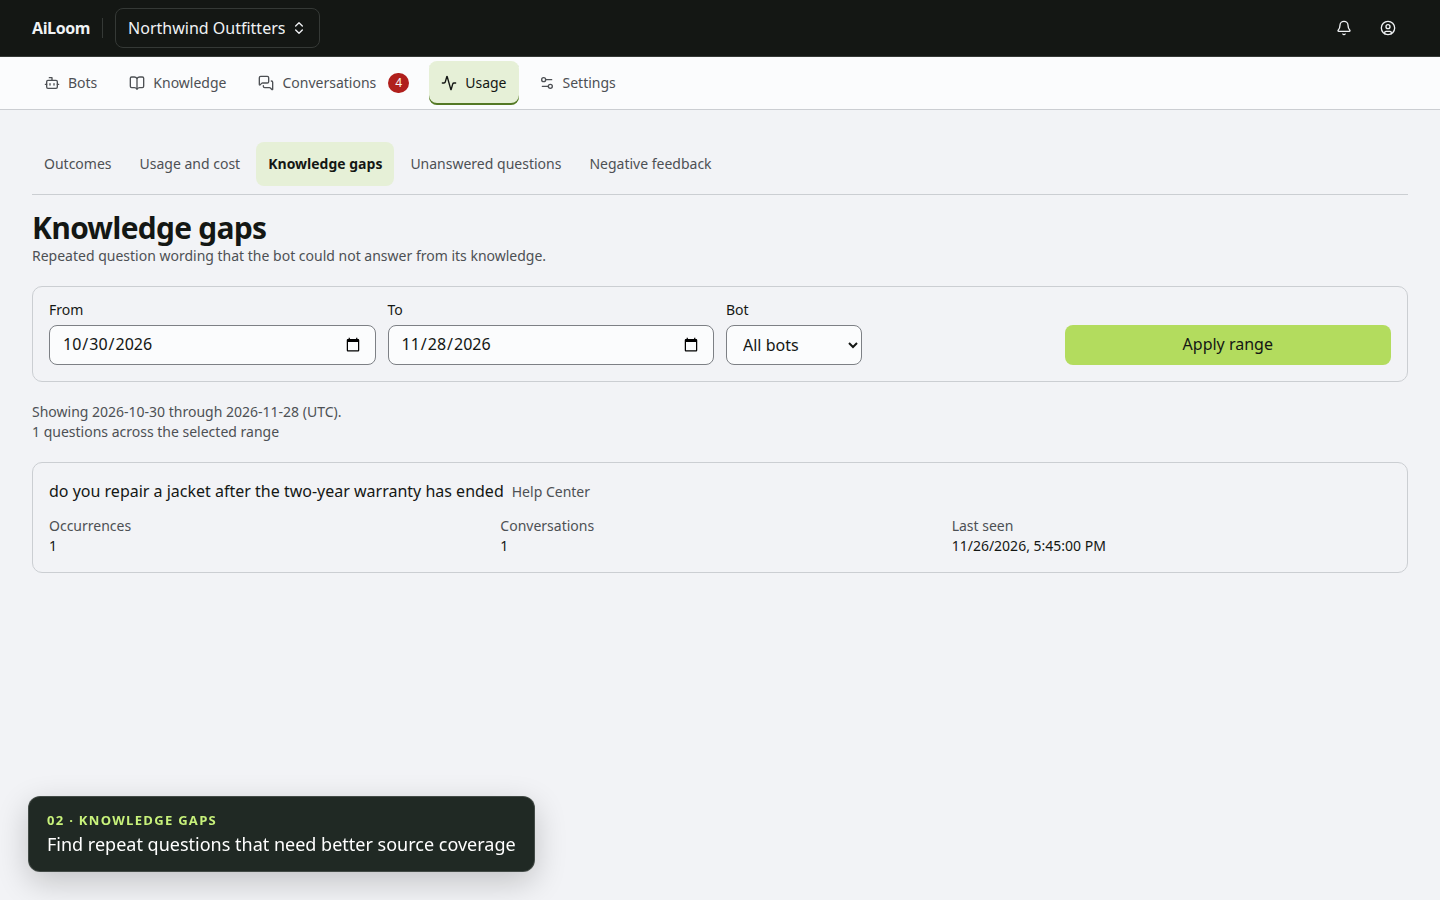 AiLoom
Northwind Outfitters
Bots
Knowledge
Conversations 4
Usage
Settings
Outcomes
Usage and cost
Knowledge gaps
Unanswered questions
Negative feedback
Knowledge gaps
Repeated question wording that the bot could not answer from its knowledge.
From
To
Bot
10/30/2026
11/28/2026
All bots
Apply range
Showing 2026-10-30 through 2026-11-28 (UTC).
1 questions across the selected range
do you repair a jacket after the two-year warranty has ended Help Center
Occurrences
1
Conversations
1
Last seen
11/26/2026, 5:45:00 PM
02 · KNOWLEDGE GAPS
Find repeat questions that need better source coverage